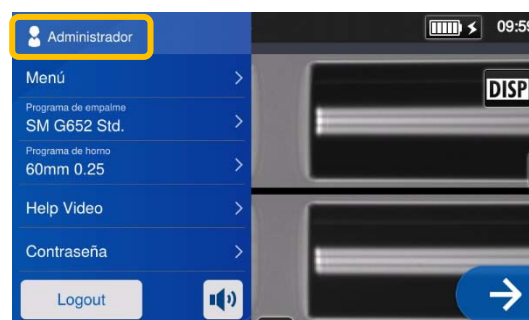 Administrador
09:59
Menú
DISP
Programa de empalme
SM G652 Std.
Programa de horno
60mm 0.25
Help Video
Contraseña
Logout